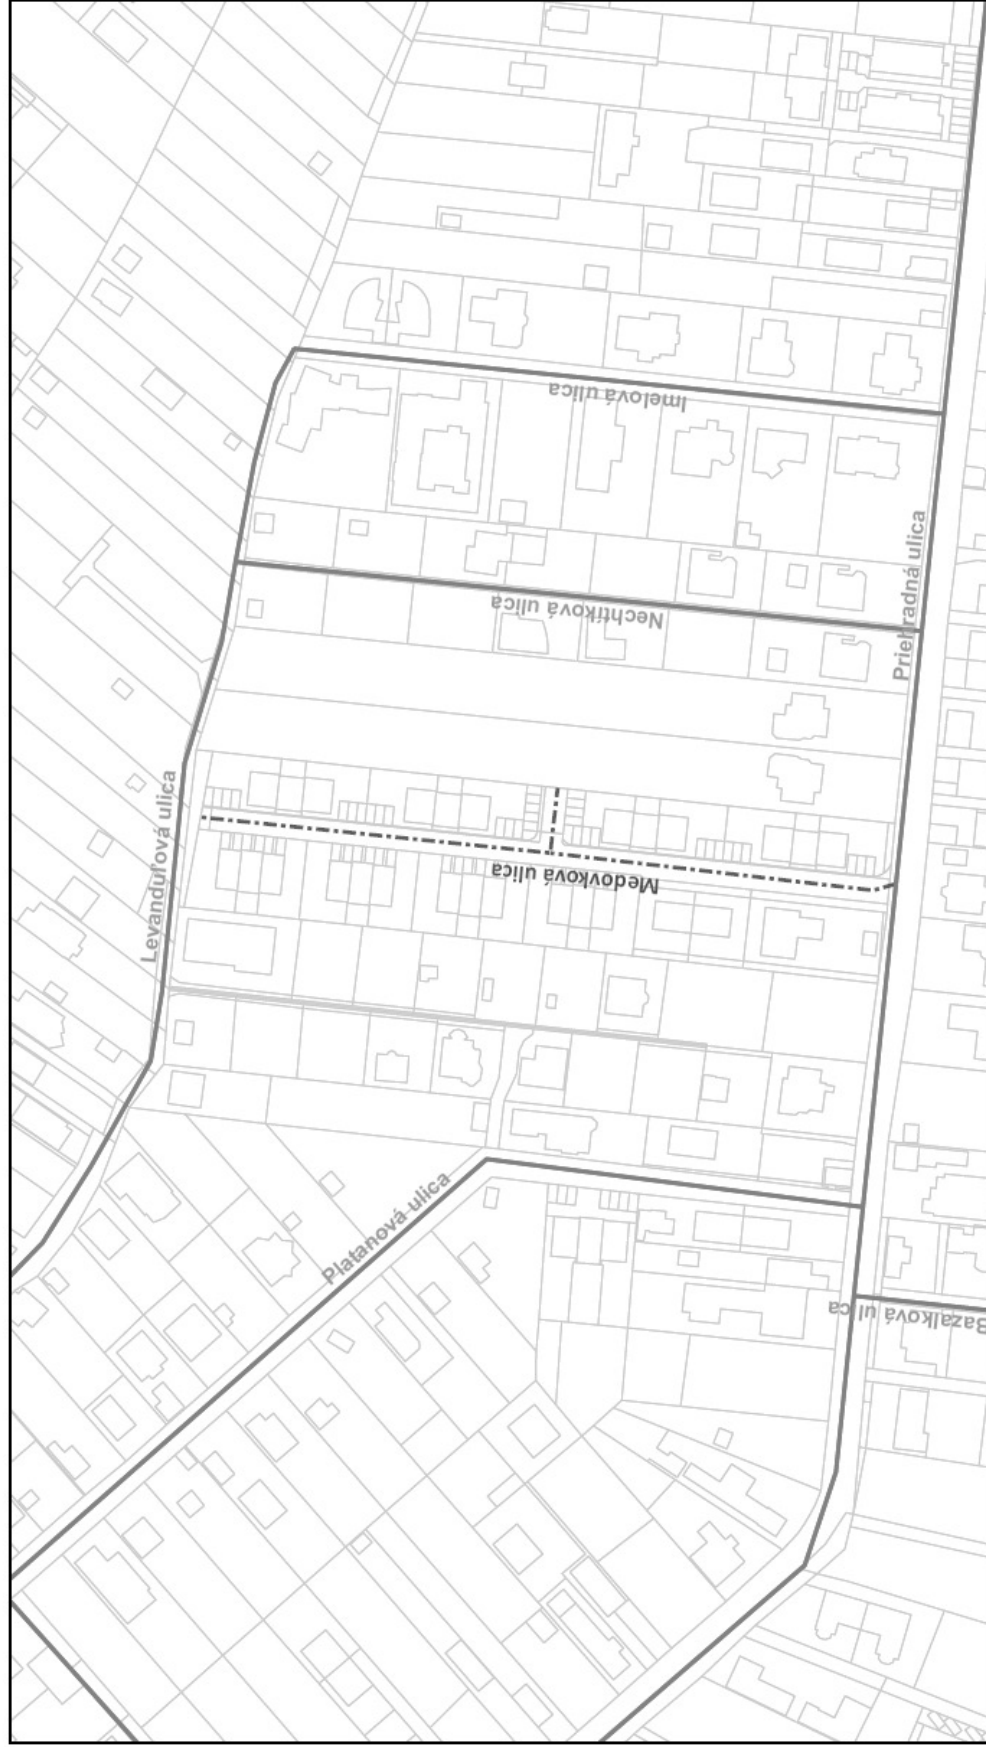 Imelová ulica
Nechtíková ulica
Priehradná ulica
Levanduľová ulica
Medovková ulica
Platanová ulica
Bazalková ulica